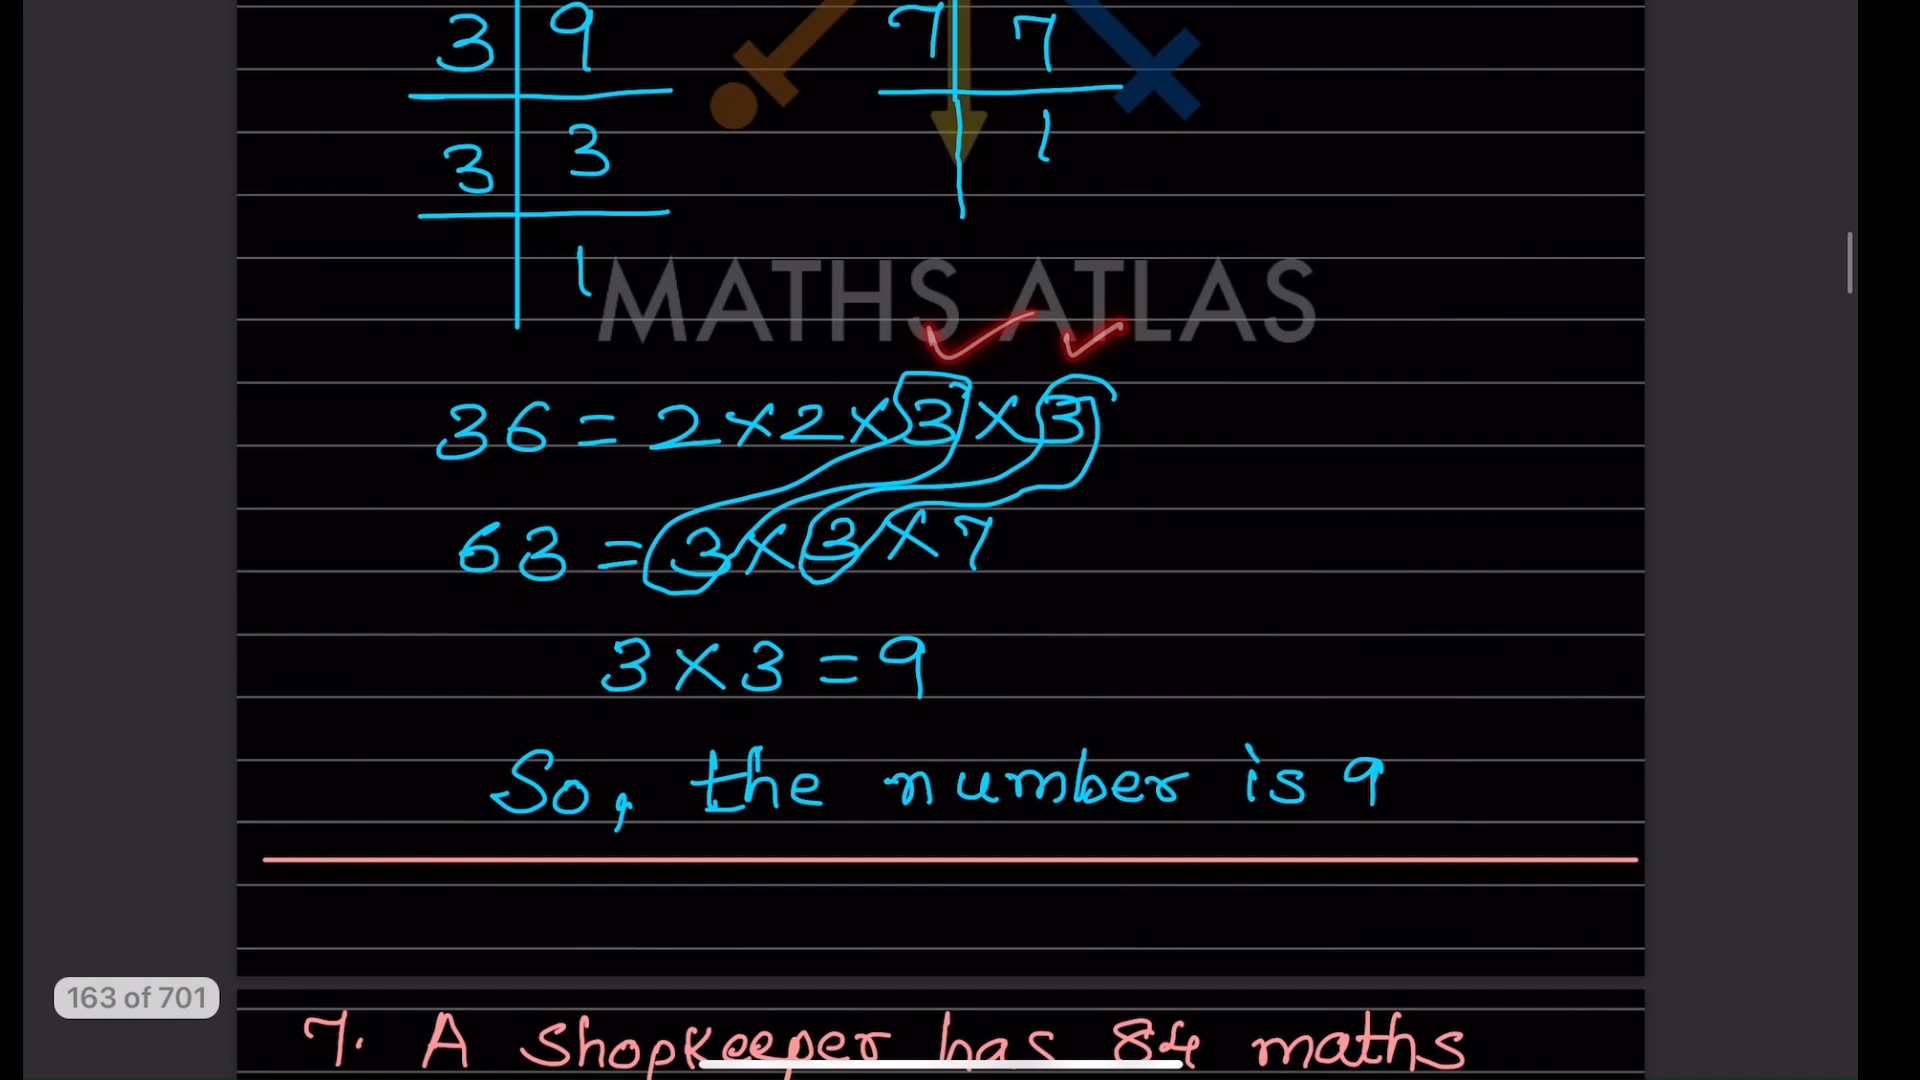 3 | 9    7 | 7
3 | 3    1
1
MATHS ATLAS
36 = 2 × 2 × 3 × 3
63 = 3 × 3 × 7
3 × 3 = 9
So, the number is 9
163 of 701
7. A shopkeeper has 84 maths